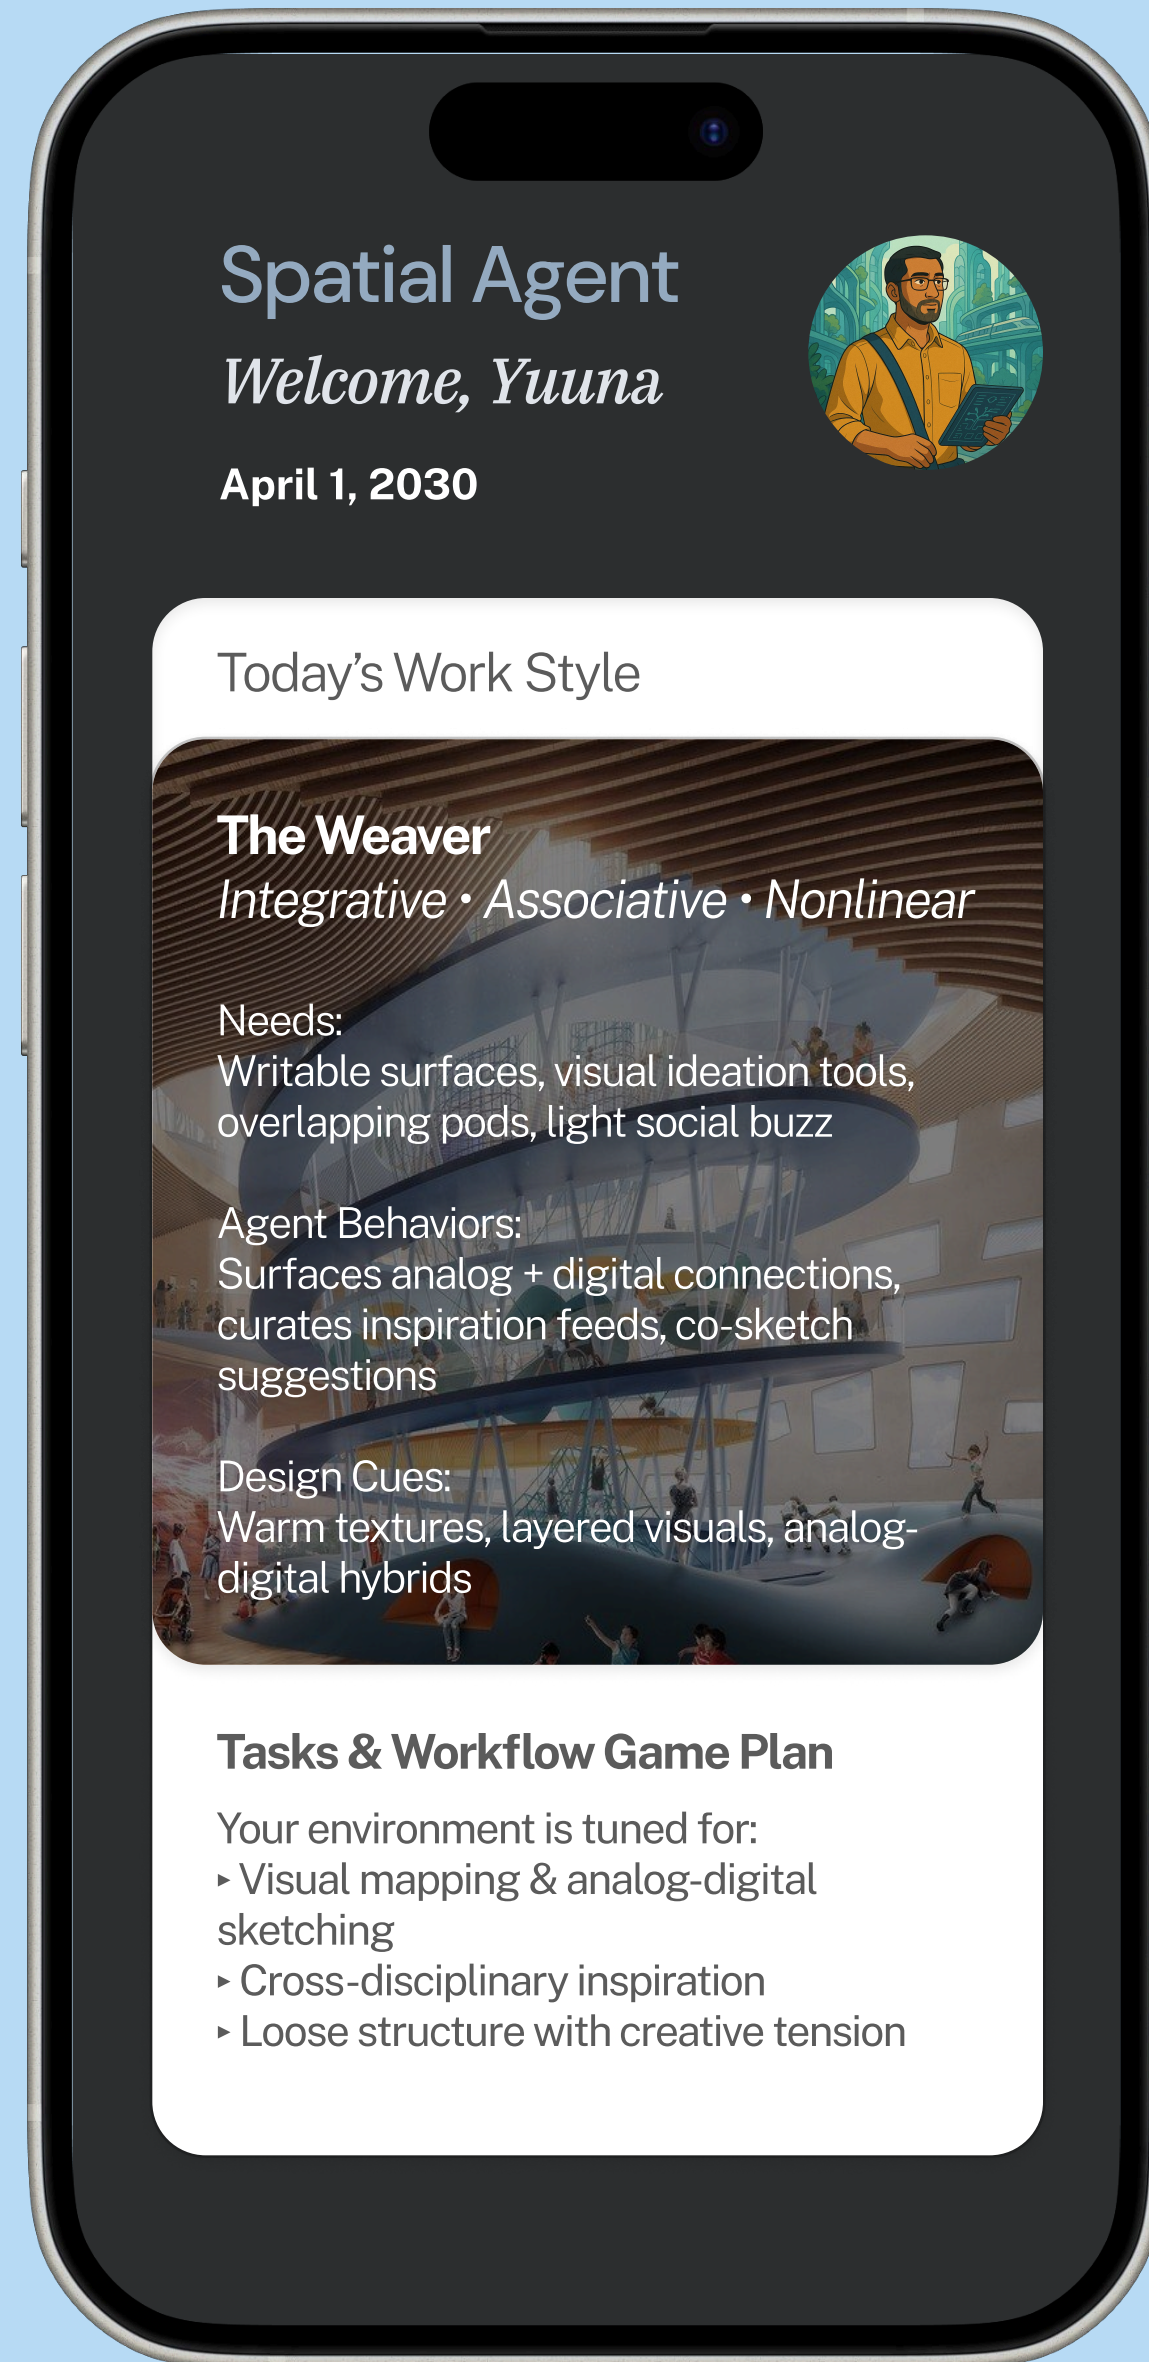 Spatial Agent
Welcome, Yuuna
April 1, 2030
Today’s Work Style
The Weaver
Integrative • Associative • Nonlinear
Needs:
Writable surfaces, visual ideation tools,
overlapping pods, light social buzz
Agent Behaviors:
Surfaces analog + digital connections,
curates inspiration feeds, co-sketch
suggestions
Design Cues:
Warm textures, layered visuals, analog-
digital hybrids
Tasks & Workflow Game Plan
Your environment is tuned for:
▸ Visual mapping & analog-digital
sketching
▸ Cross-disciplinary inspiration
▸ Loose structure with creative tension